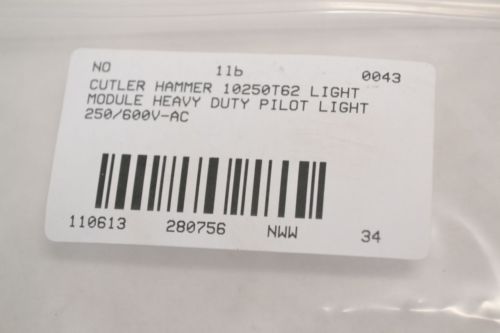 NO 1lb 0043
CUTLER HAMMER 10250T62 LIGHT
MODULE HEAVY DUTY PILOT LIGHT
250/600V-AC
110613 280756 NWW 34